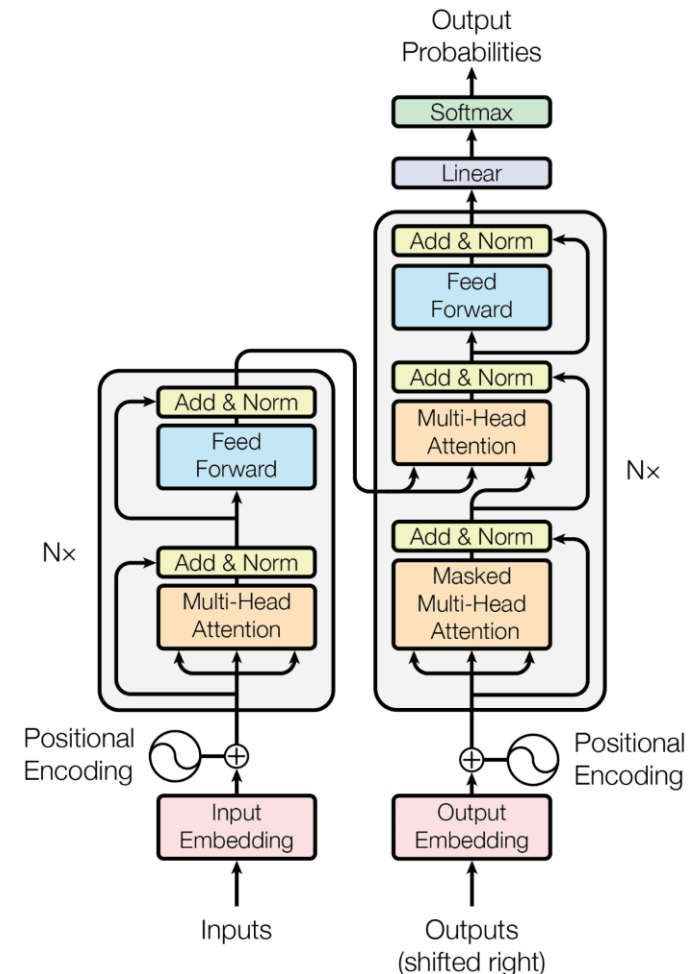 Output
Probabilities
Softmax
Linear
Add & Norm
Feed
Forward
Add & Norm
Multi-Head
Attention
Add & Norm
Masked
Multi-Head
Attention
Nx
Add & Norm
Feed
Forward
Add & Norm
Multi-Head
Attention
N×
Positional
Encoding
Positional
Encoding
Input
Embedding
Output
Embedding
Inputs
Outputs
(shifted right)